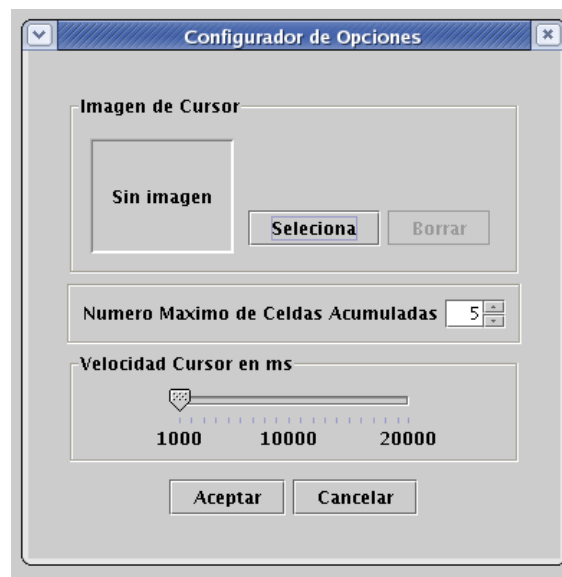 Configurador de Opciones
Imagen de Cursor
Sin imagen
Seleciona Borrar
Numero Maximo de Celdas Acumuladas 5
Velocidad Cursor en ms
1000 10000 20000
Aceptar Cancelar